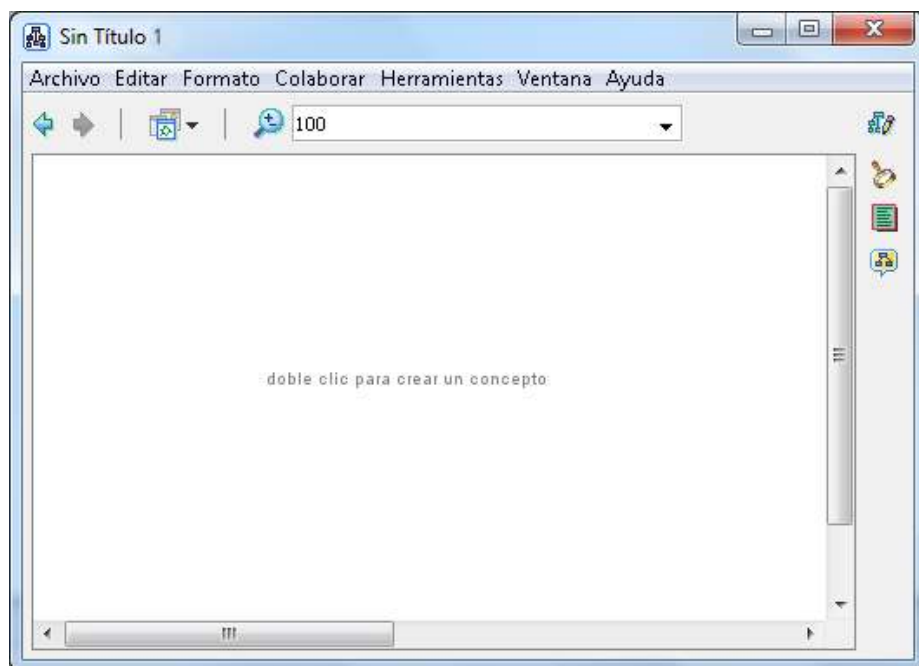 Sin Título 1
Archivo Editar Formato Colaborar Herramientas Ventana Ayuda
100
doble clic para crear un concepto